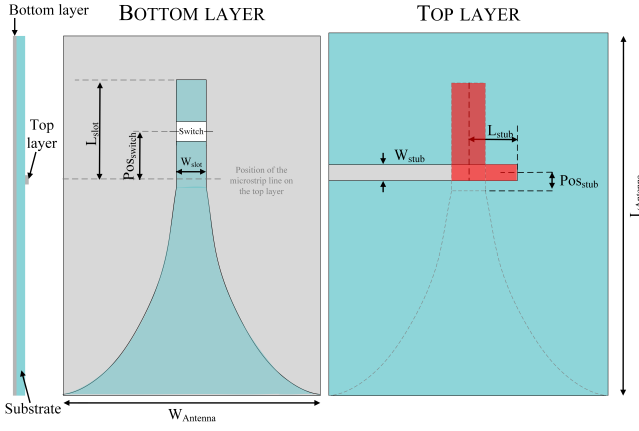 Bottom layer
BOTTOM LAYER
TOP LAYER
Top
layer
Substrate
Lslot
Posswitch
Switch
Wslot
Position of the
microstrip line on
the top layer
WAntenna
Wstub
Lstub
Posstub
LAntenna